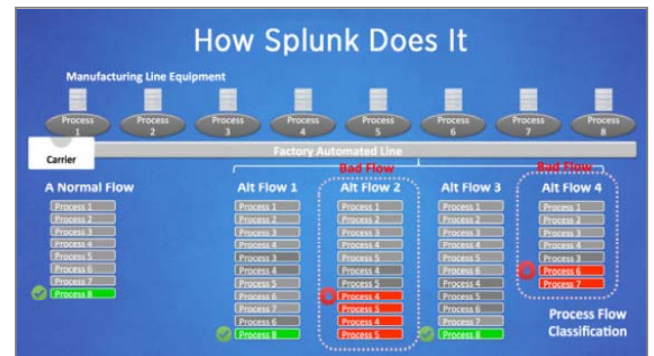 How Splunk Does It
Manufacturing Line Equipment
Process 1
Process 2
Process 3
Process 4
Process 5
Process 6
Process 7
Process 8
Carrier
Factory Automated Line
Bad Flow
Bad Flow
A Normal Flow
Process 1
Process 2
Process 3
Process 4
Process 5
Process 6
Process 7
Process 8
Alt Flow 1
Process 1
Process 2
Process 3
Process 4
Process 3
Process 4
Process 5
Process 6
Process 7
Process 6
Process 8
Alt Flow 2
Process 1
Process 2
Process 3
Process 4
Process 5
Process 4
Process 5
Process 4
Process 5
Process 4
Process 5
Alt Flow 3
Process 1
Process 2
Process 3
Process 4
Process 5
Process 6
Process 4
Process 5
Process 6
Process 7
Process 8
Alt Flow 4
Process 1
Process 2
Process 4
Process 5
Process 3
Process 6
Process 7
Process Flow
Classification